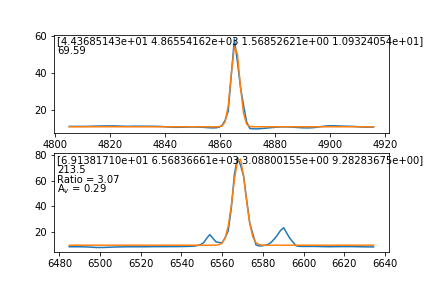 [4.43685143e+01 4.86554162e+03 1.56852621e+00 1.09324054e+01]
69.59
60
40
20
4800 4820 4840 4860 4880 4900 4920
[6.91381710e+01 6.56836661e+03 3.08800155e+00 9.28283675e+00]
213.5
Ratio = 3.07
Aᵥ = 0.29
80
60
40
20
6480 6500 6520 6540 6560 6580 6600 6620 6640